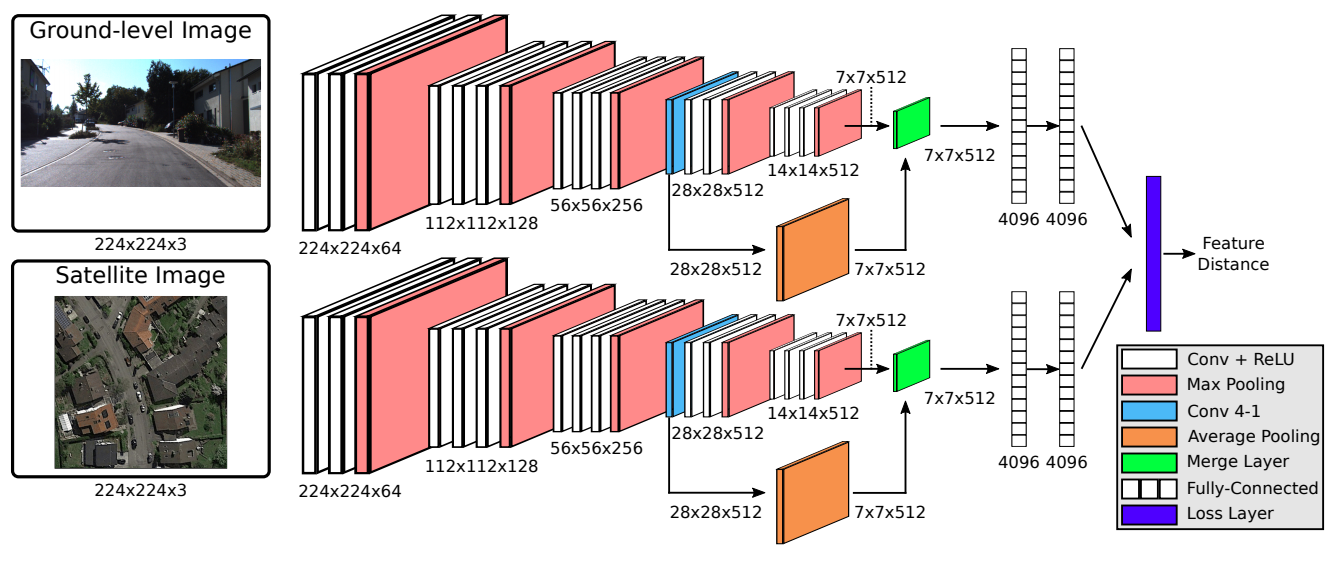 Ground-level Image
224x224x3
224x224x64
112x112x128
56x56x256
28x28x512
14x14x512
7x7x512
7x7x512
28x28x512
7x7x512
4096 4096
Satellite Image
224x224x3
224x224x64
112x112x128
56x56x256
28x28x512
14x14x512
7x7x512
7x7x512
28x28x512
7x7x512
4096 4096
Feature
Distance
Conv + ReLU
Max Pooling
Conv 4-1
Average Pooling
Merge Layer
Fully-Connected
Loss Layer